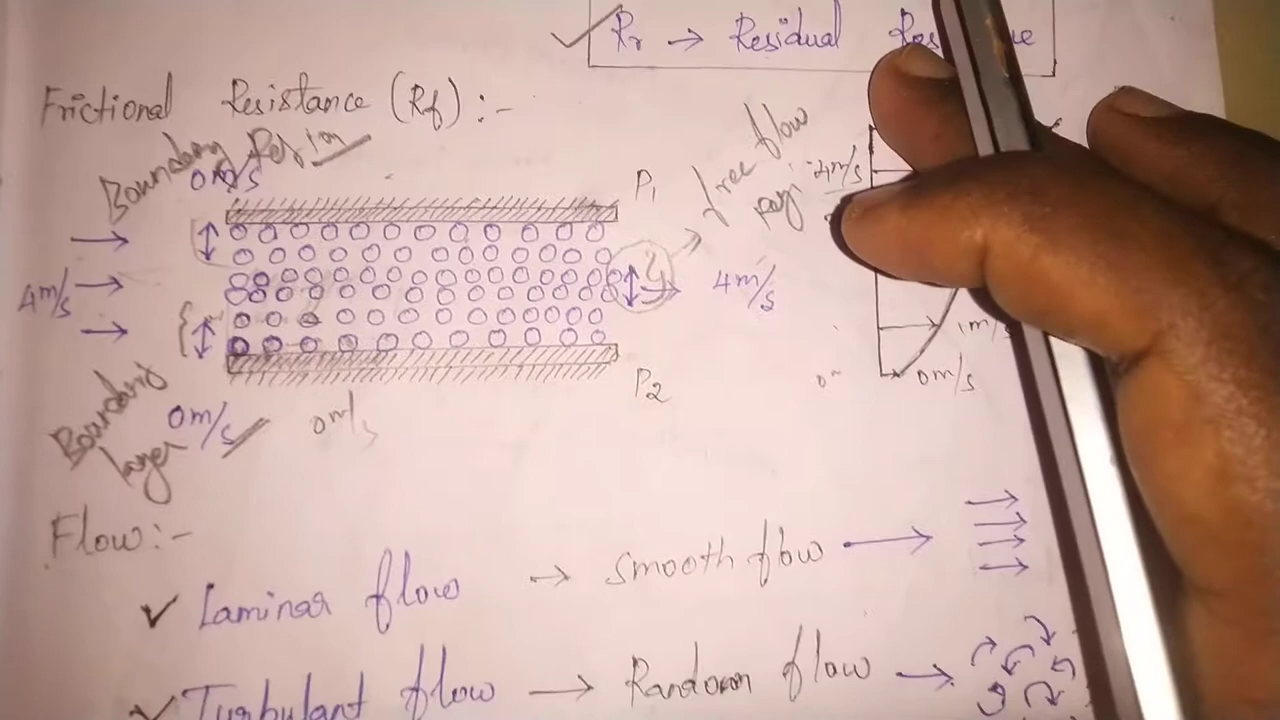 Rr → Residual
Frictional Resistance (Rf) :-
Boundary Region
0m/s
P1
free flow
4m/s
4m/s
4m/s
1m/s
0m/s
P2
Boundary
layer
0m/s
0m/s
Flow:-
✓ Laminar flow → Smooth flow →
✓ Turbulant flow → Random flow →